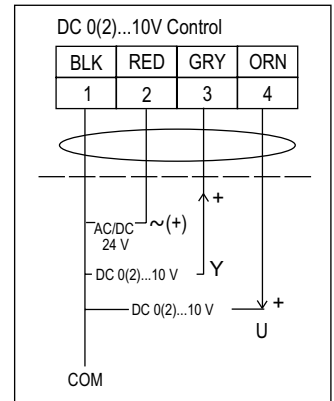 DC 0(2)...10V Control
BLK RED GRY ORN
1 2 3 4
+
AC/DC ~(+)
24 V
DC 0(2)...10 V Y
DC 0(2)...10 V +
U
COM